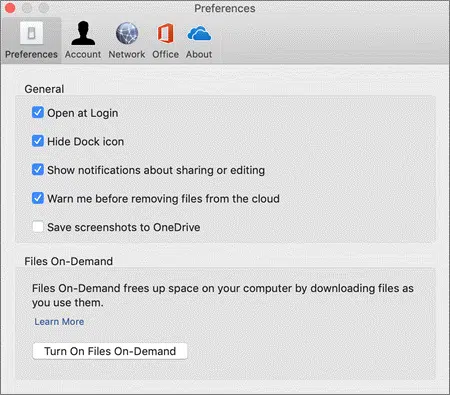 Preferences
Preferences Account Network Office About
General
Open at Login
Hide Dock icon
Show notifications about sharing or editing
Warn me before removing files from the cloud
Save screenshots to OneDrive
Files On-Demand
Files On-Demand frees up space on your computer by downloading files as
you use them.
Learn More
Turn On Files On-Demand